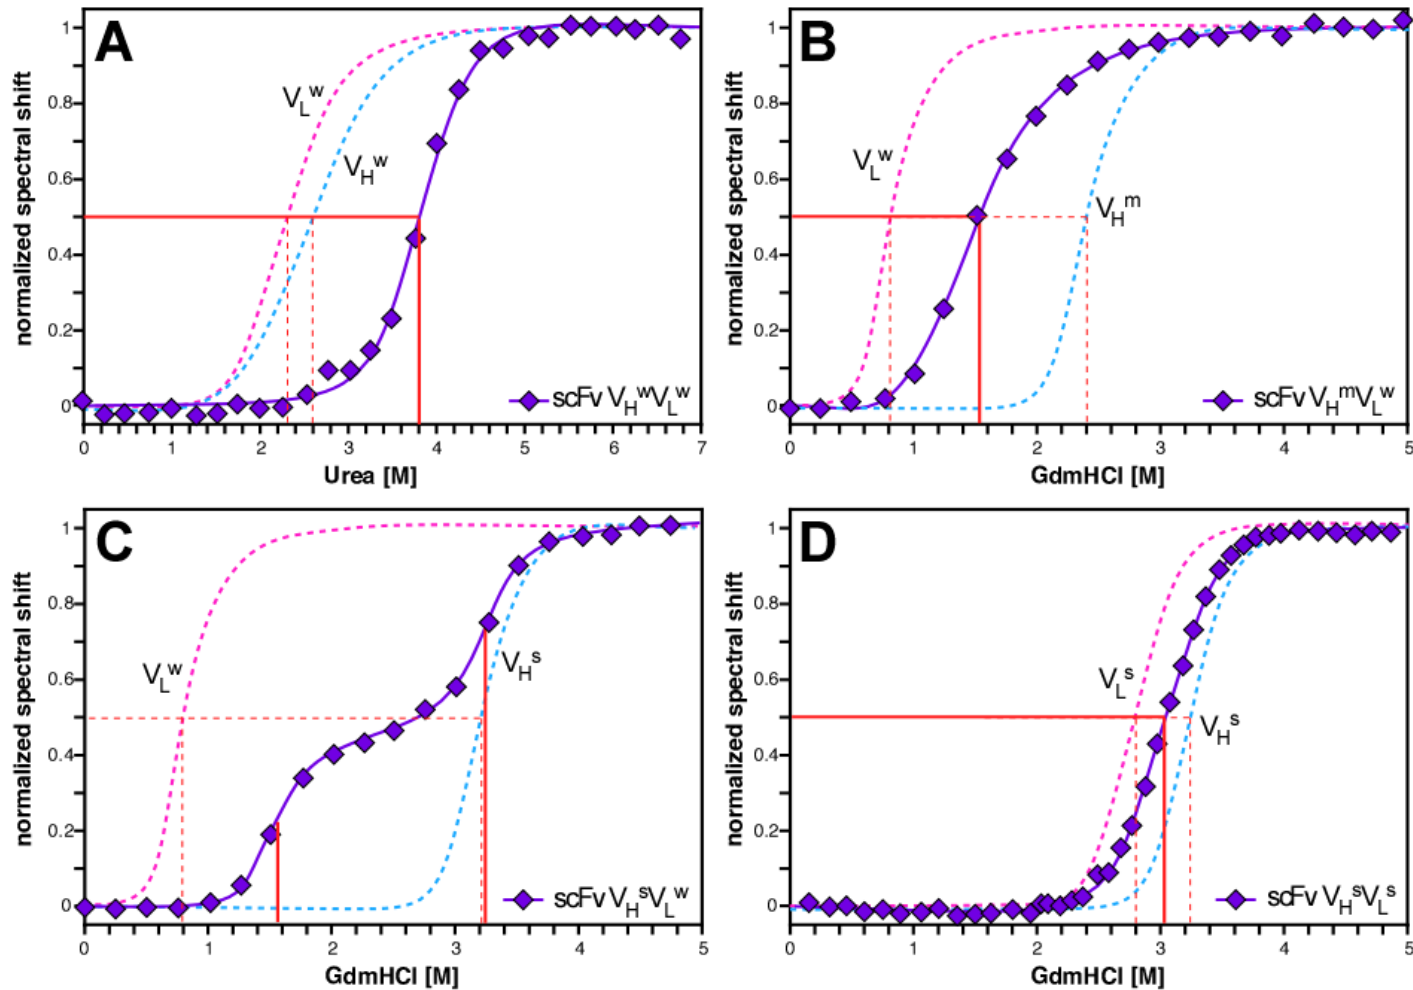 A
normalized spectral shift
1
0.8
0.6
0.4
0.2
0
V_L^w
V_H^w
scFv V_H^wV_L^w
0 1 2 3 4 5 6 7
Urea [M]
B
normalized spectral shift
1
0.8
0.6
0.4
0.2
0
V_L^w
V_H^m
scFv V_H^mV_L^w
0 1 2 3 4 5
GdmHCl [M]
C
normalized spectral shift
1
0.8
0.6
0.4
0.2
0
V_L^w
V_H^s
scFv V_H^sV_L^w
0 1 2 3 4 5
GdmHCl [M]
D
normalized spectral shift
1
0.8
0.6
0.4
0.2
0
V_L^s
V_H^s
scFv V_H^sV_L^s
0 1 2 3 4 5
GdmHCl [M]